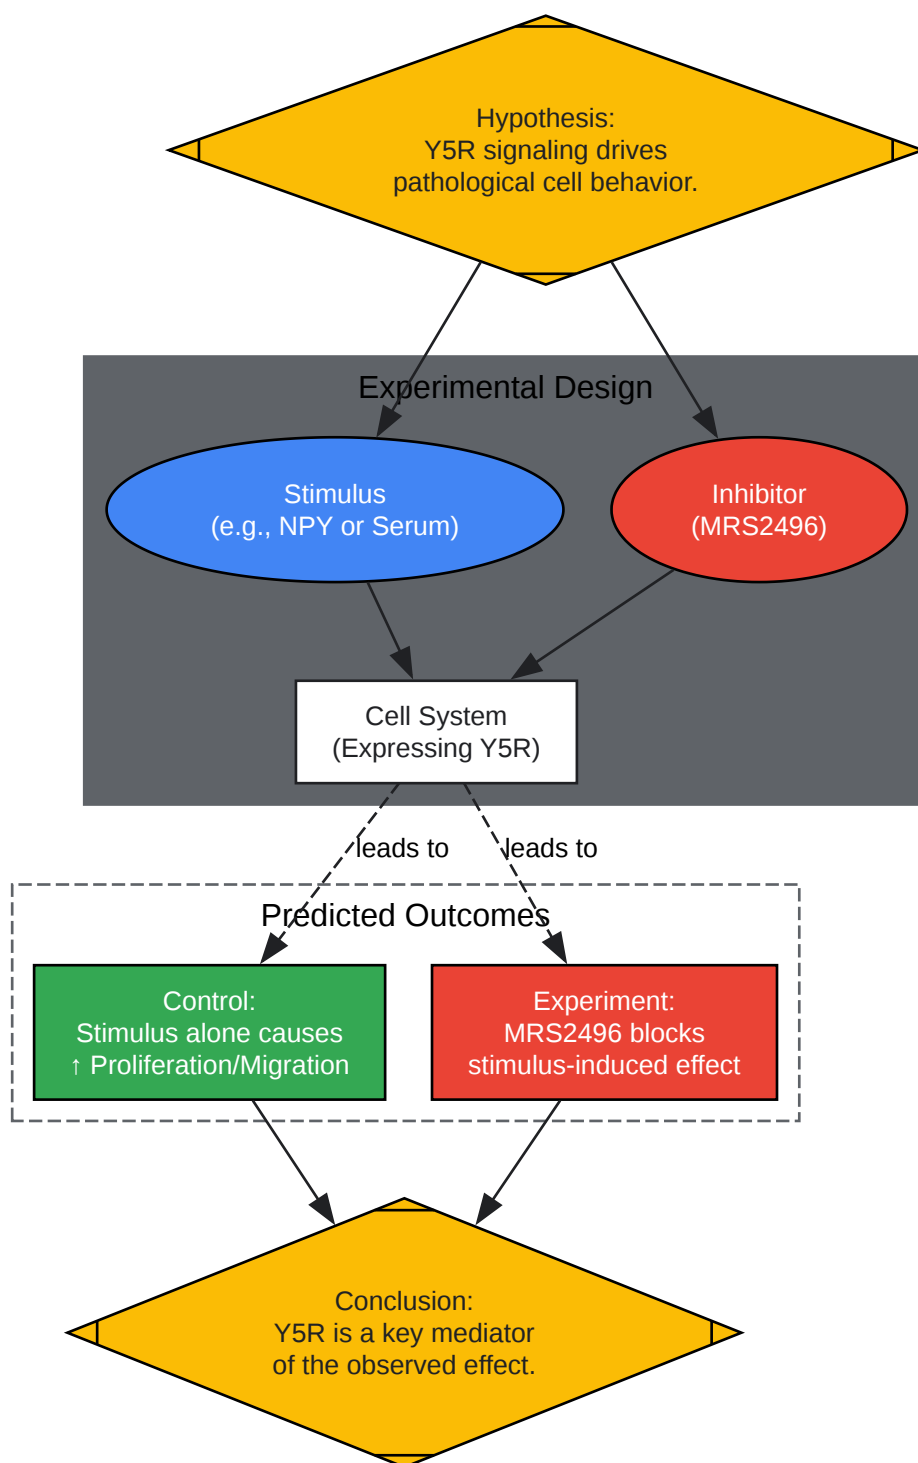 Hypothesis:
Y5R signaling drives
pathological cell behavior.
Experimental Design
Stimulus
(e.g., NPY or Serum)
Inhibitor
(MRS2496)
Cell System
(Expressing Y5R)
leads to
leads to
Predicted Outcomes
Control:
Stimulus alone causes
↑ Proliferation/Migration
Experiment:
MRS2496 blocks
stimulus-induced effect
Conclusion:
Y5R is a key mediator
of the observed effect.